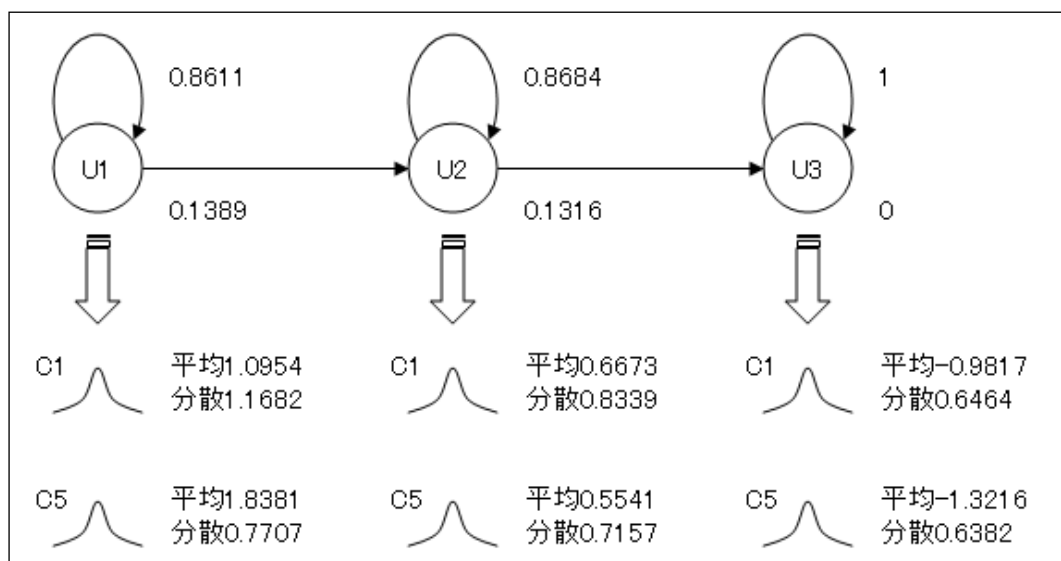 0.8611
0.8684
1
U1
U2
U3
0.1389
0.1316
0
C1
平均1.0954
分散1.1682
C1
平均0.6673
分散0.8339
C1
平均-0.9817
分散0.6464
C5
平均1.8381
分散0.7707
C5
平均0.5541
分散0.7157
C5
平均-1.3216
分散0.6382